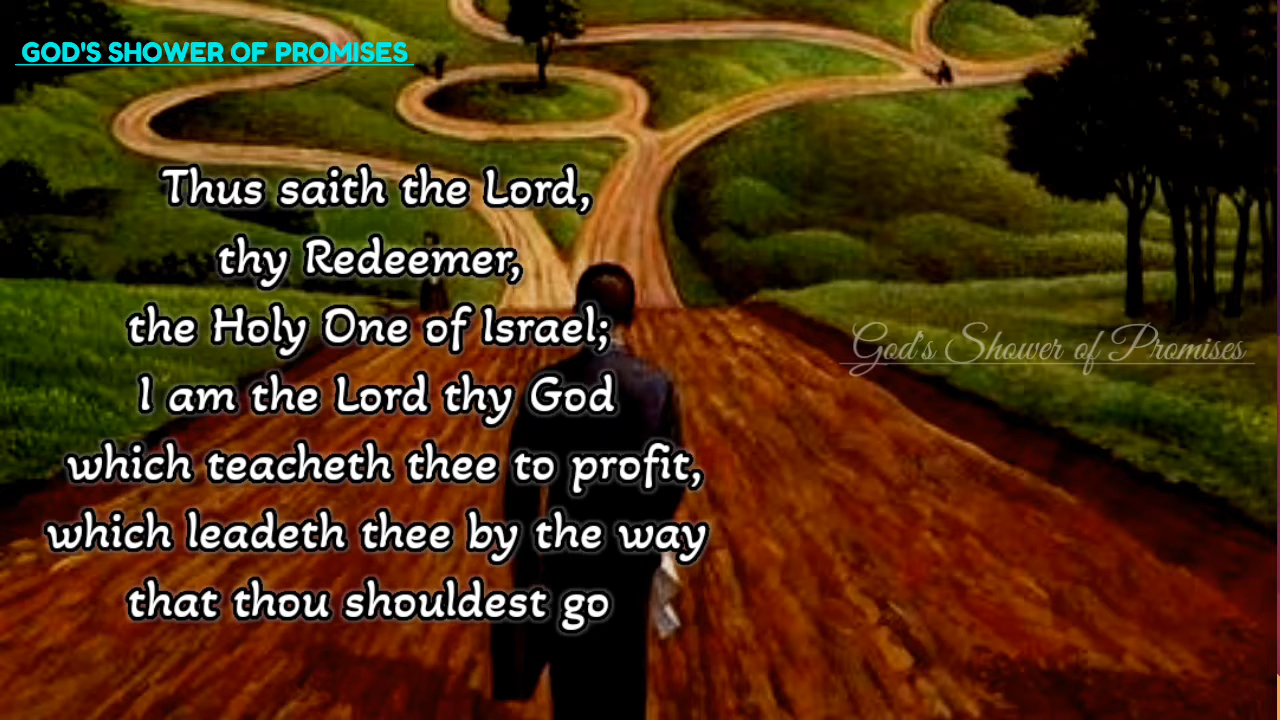 GOD'S SHOWER OF PROMISES
Thus saith the Lord,
thy Redeemer,
the Holy One of Israel;
I am the Lord thy God
which teacheth thee to profit,
which leadeth thee by the way
that thou shouldest go
God's Shower of Promises